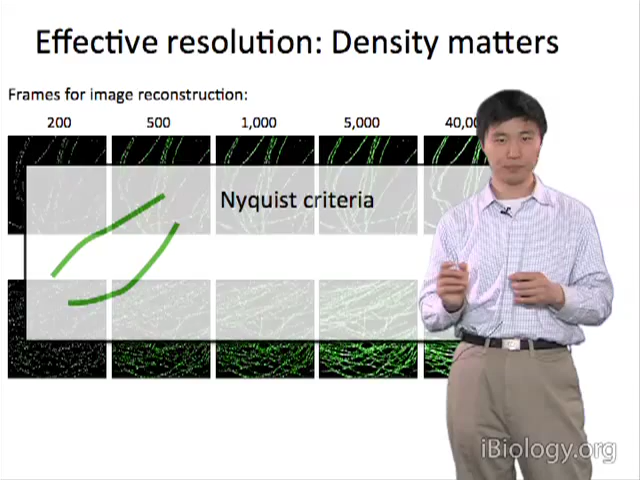 Effective resolution: Density matters
Frames for image reconstruction:
200 500 1,000 5,000
Nyquist criteria
iBiology.org